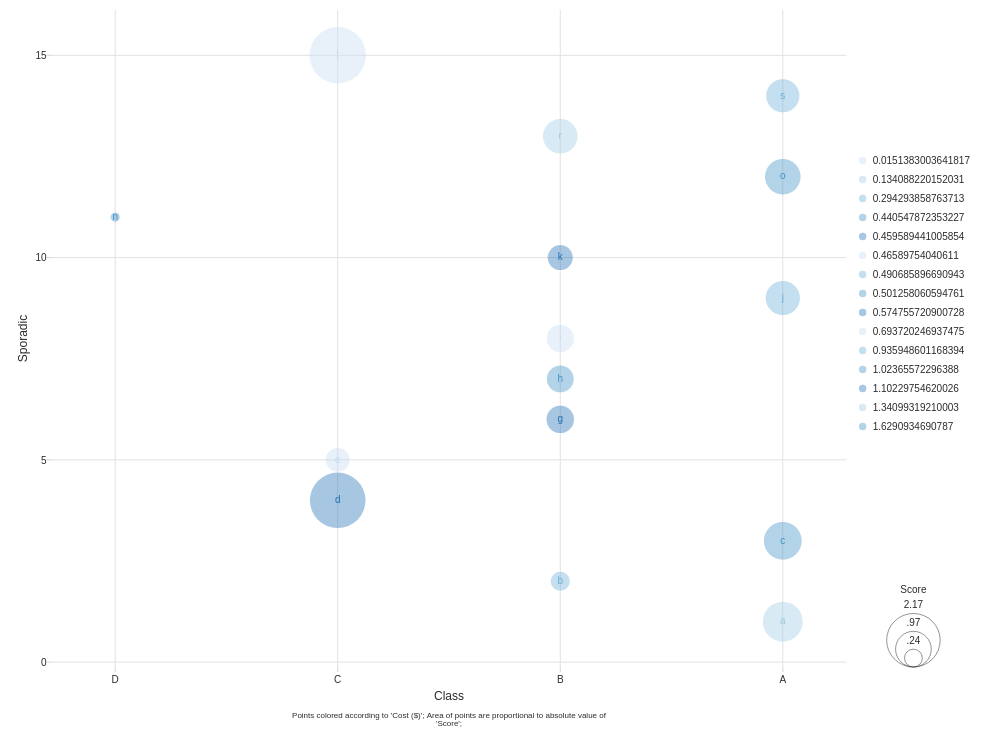 15
s
r
0.0151383003641817
0.134088220152031
o
0.294293858763713
n
0.440547872353227
0.459589441005854
10
k
0.46589754040611
0.490685896690943
j
0.501258060594761
0.574755720900728
Sporadic
0.693720246937475
0.935948601168394
h
1.02365572296388
1.10229754620026
g
1.34099319210003
1.6290934690787
5
e
d
c
b
Score
2.17
a
.97
.24
0
D
C
B
A
Class
Points colored according to 'Cost ($)'; Area of points are proportional to absolute value of
'Score';